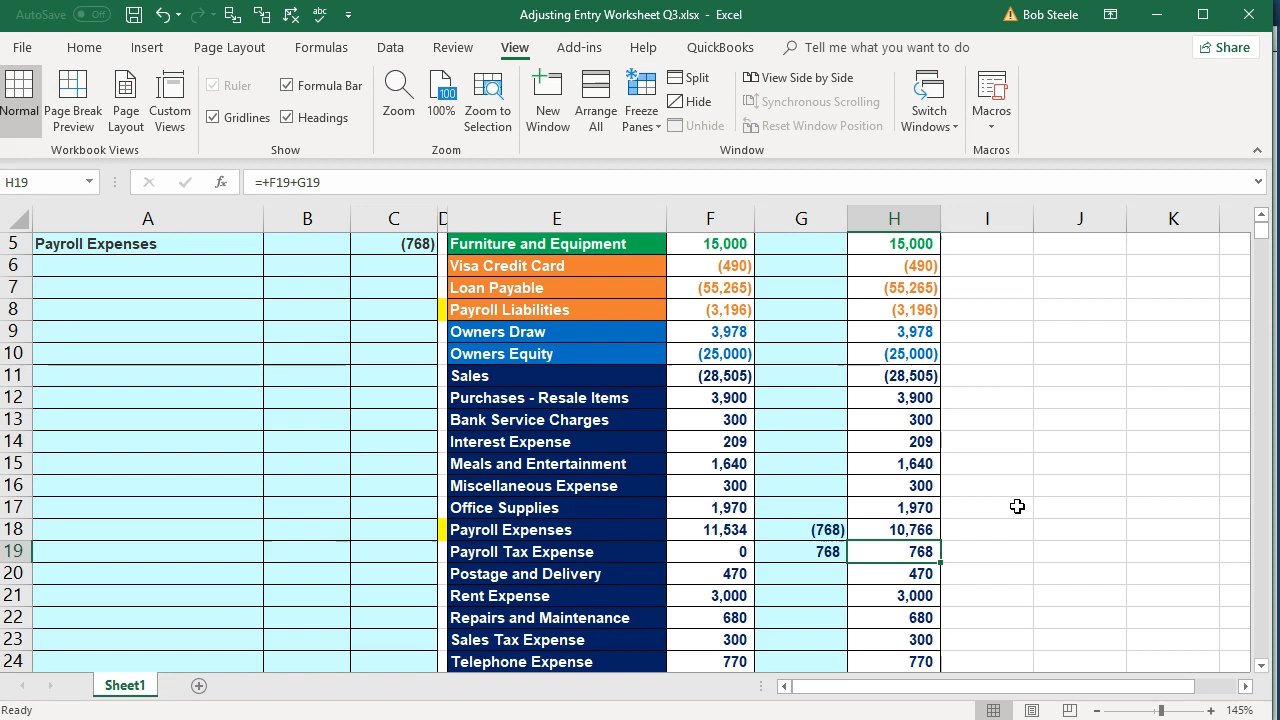 AutoSave Off Adjusting Entry Worksheet Q3.xlsx - Excel Bob Steele
File Home Insert Page Layout Formulas Data Review View Add-ins Help QuickBooks Tell me what you want to do Share
Normal Page Break Preview Page Layout Custom Views
Workbook Views
Ruler Formula Bar
Gridlines Headings
Show
Zoom 100% Zoom to Selection
Zoom
New Window Arrange All Freeze Panes
Split
Hide
Unhide
View Side by Side
Synchronous Scrolling
Reset Window Position
Switch Windows
Window
Macros
Macros
H19 fx =+F19+G19
A B C D E F G H I J K
5 Payroll Expenses (768) Furniture and Equipment 15,000 15,000
6 Visa Credit Card (490) (490)
7 Loan Payable (55,265) (55,265)
8 Payroll Liabilities (3,196) (3,196)
9 Owners Draw 3,978 3,978
10 Owners Equity (25,000) (25,000)
11 Sales (28,505) (28,505)
12 Purchases - Resale Items 3,900 3,900
13 Bank Service Charges 300 300
14 Interest Expense 209 209
15 Meals and Entertainment 1,640 1,640
16 Miscellaneous Expense 300 300
17 Office Supplies 1,970 1,970
18 Payroll Expenses 11,534 (768) 10,766
19 Payroll Tax Expense 0 768 768
20 Postage and Delivery 470 470
21 Rent Expense 3,000 3,000
22 Repairs and Maintenance 680 680
23 Sales Tax Expense 300 300
24 Telephone Expense 770 770
Sheet1
Ready 145%